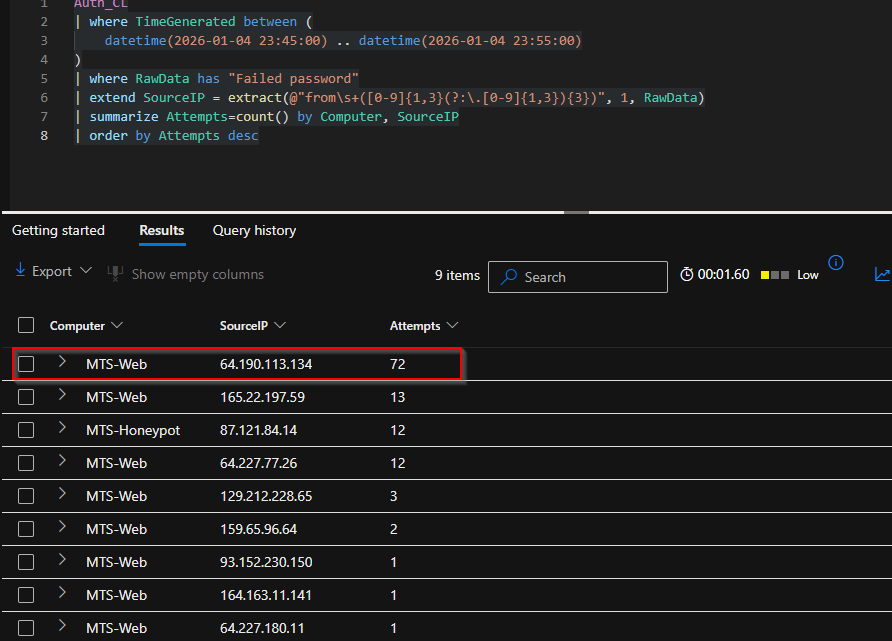 1 Auth_CL
2 | where TimeGenerated between (
3 datetime(2026-01-04 23:45:00) .. datetime(2026-01-04 23:55:00)
4 )
5 | where RawData has "Failed password"
6 | extend SourceIP = extract(@"from\s+([0-9]{1,3}(?:\.[0-9]{1,3}){3})", 1, RawData)
7 | summarize Attempts=count() by Computer, SourceIP
8 | order by Attempts desc
Getting started Results Query history
Export Show empty columns 9 items Search 00:01.60 Low
Computer SourceIP Attempts
MTS-Web 64.190.113.134 72
MTS-Web 165.22.197.59 13
MTS-Honeypot 87.121.84.14 12
MTS-Web 64.227.77.26 12
MTS-Web 129.212.228.65 3
MTS-Web 159.65.96.64 2
MTS-Web 93.152.230.150 1
MTS-Web 164.163.11.141 1
MTS-Web 64.227.180.11 1